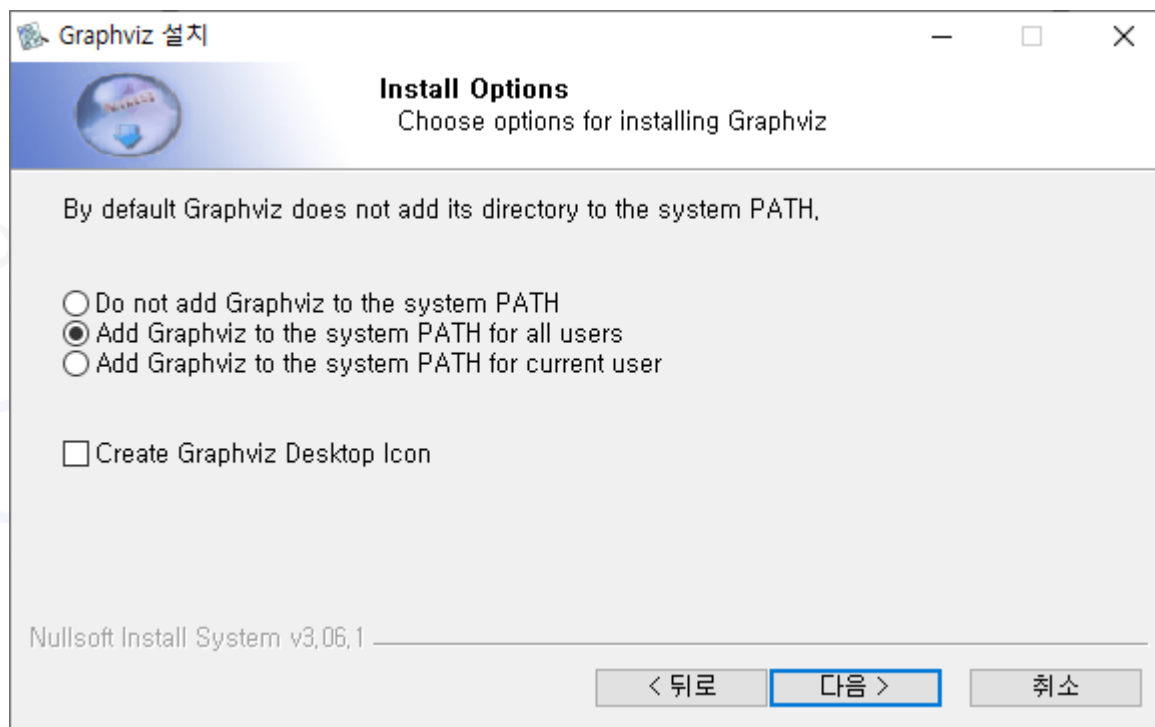 Graphviz 설치
Install Options
Choose options for installing Graphviz
By default Graphviz does not add its directory to the system PATH.
Do not add Graphviz to the system PATH
Add Graphviz to the system PATH for all users
Add Graphviz to the system PATH for current user
Create Graphviz Desktop Icon
Nullsoft Install System v3.06.1
< 뒤로
다음 >
취소